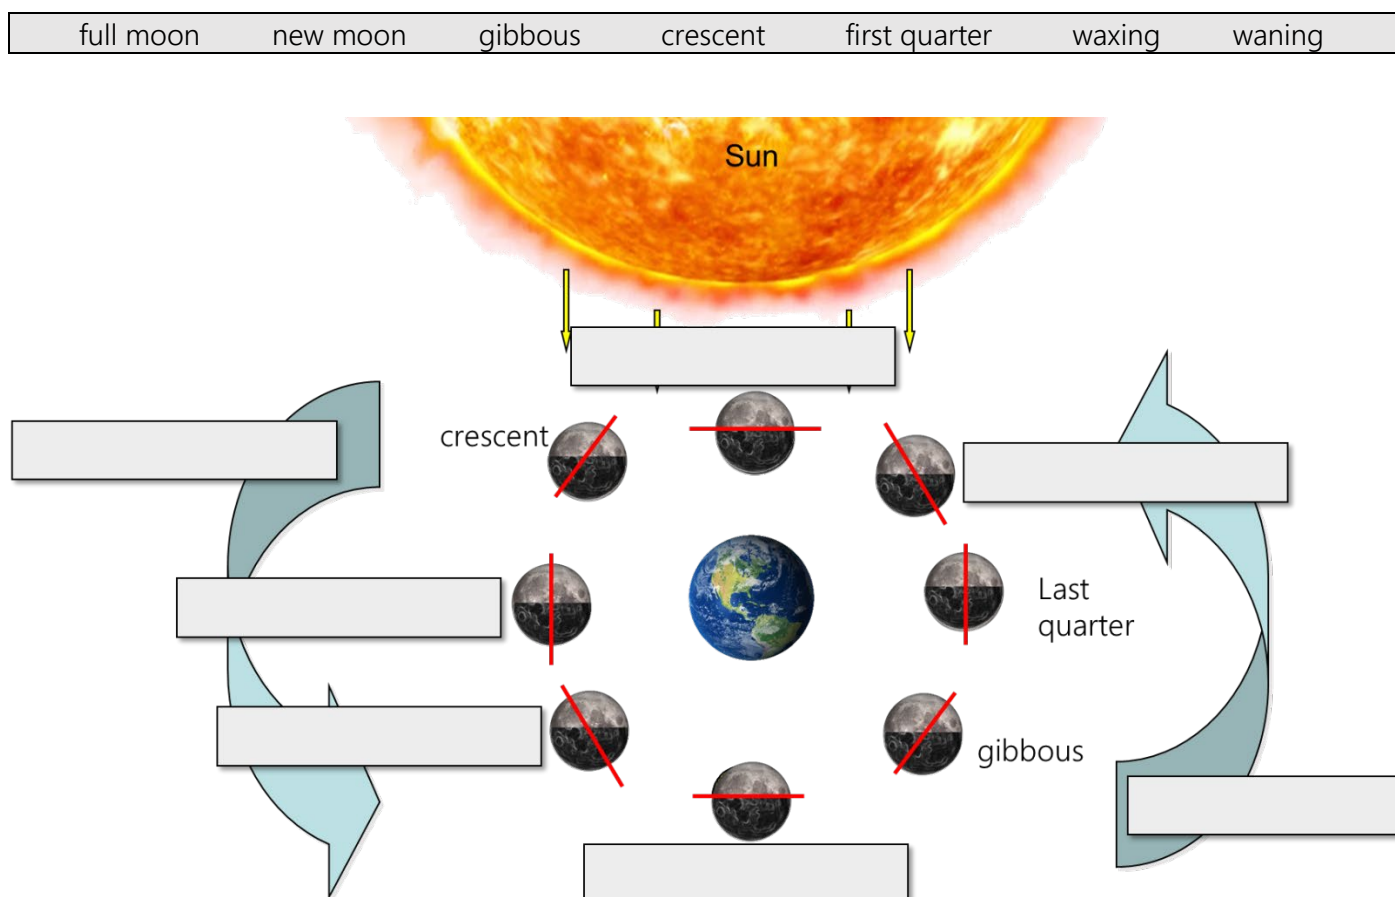 full moon new moon gibbous crescent first quarter waxing waning
Sun
crescent
Last
quarter
gibbous